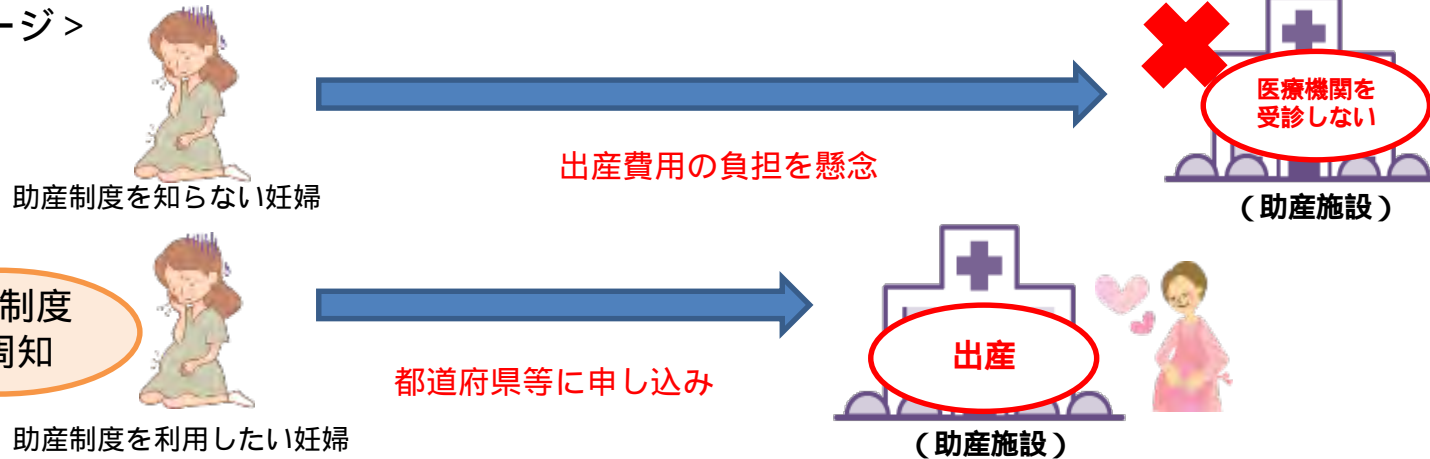 ージ>
医療機関を
受診しない
出産費用の負担を懸念
助産制度を知らない妊婦
(助産施設)
制度
周知
出産
都道府県等に申し込み
助産制度を利用したい妊婦
(助産施設)